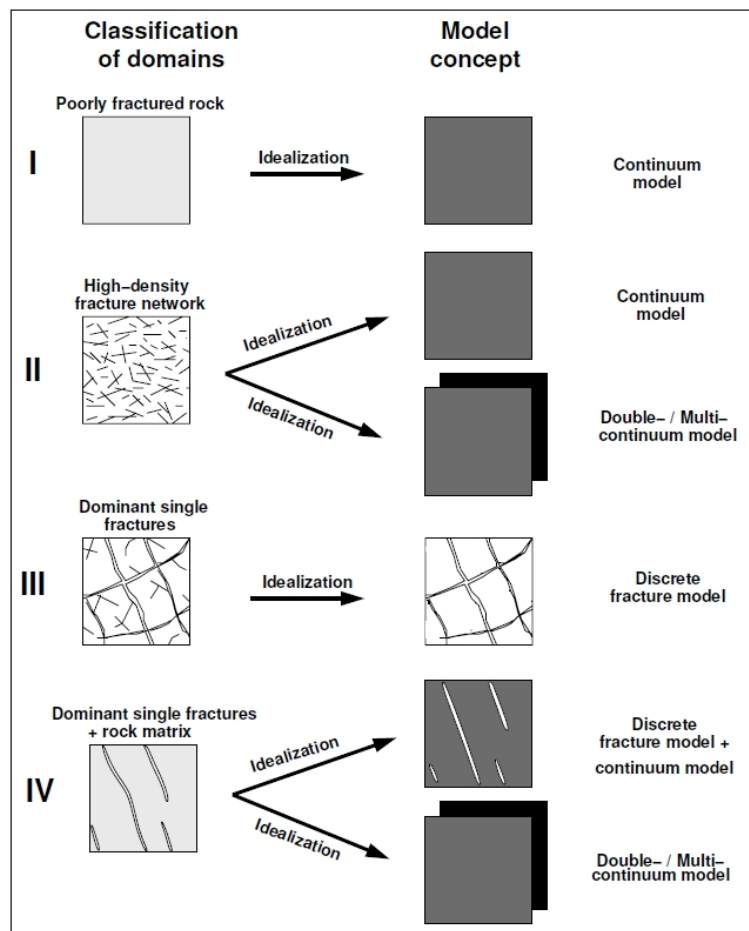 Classification
of domains
Model
concept
Poorly fractured rock
I
Idealization
Continuum
model
High–density
fracture network
II
Idealization
Idealization
Continuum
model
Double– / Multi–
continuum model
Dominant single
fractures
III
Idealization
Discrete
fracture model
Dominant single fractures
+ rock matrix
IV
Idealization
Idealization
Discrete
fracture model +
continuum model
Double– / Multi–
continuum model